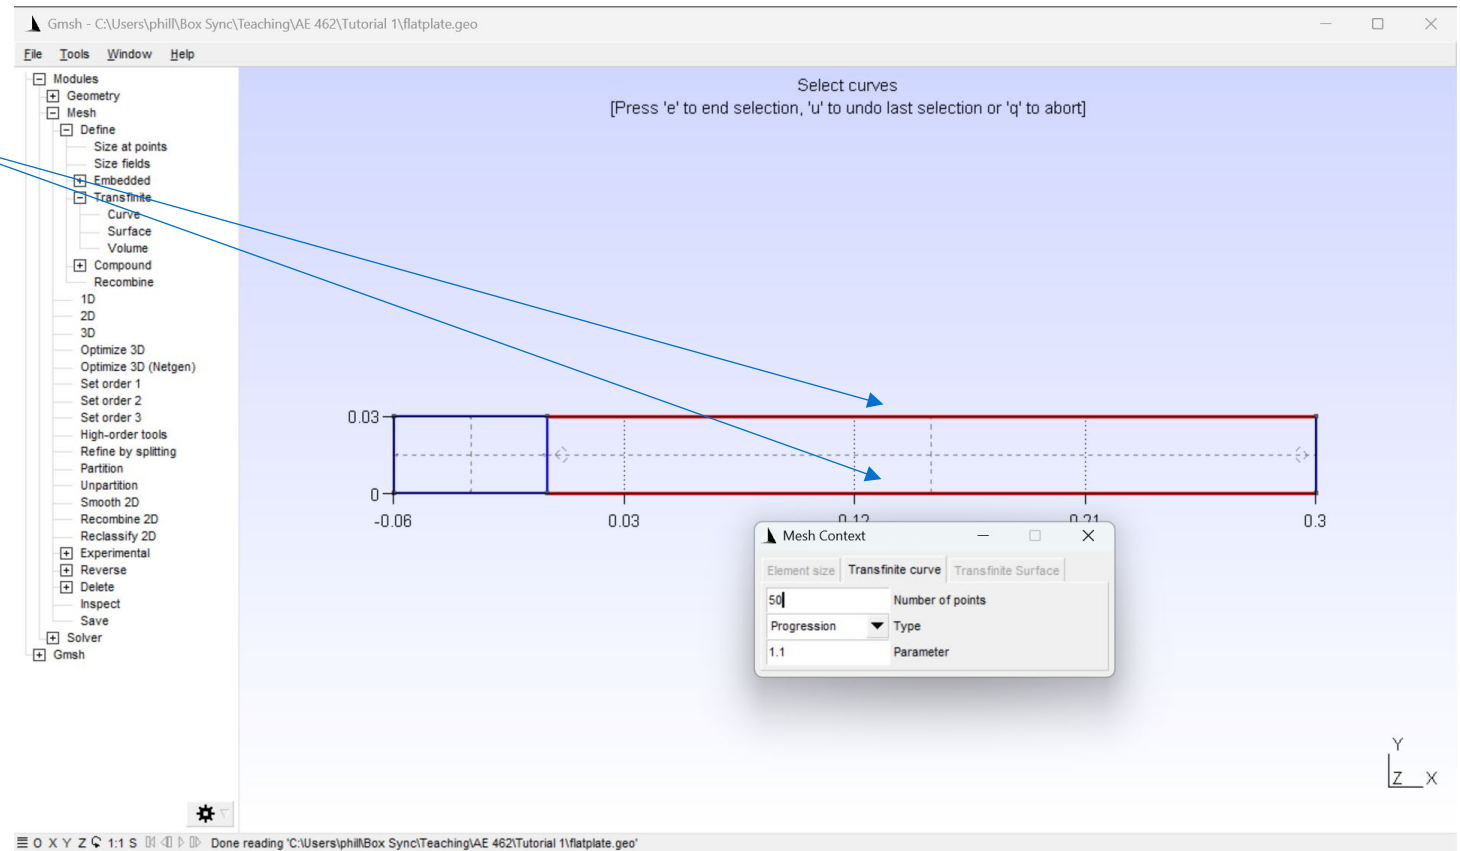 Gmsh - C:\Users\phill\Box Sync\Teaching\AE 462\Tutorial 1\flatplate.geo
File Tools Window Help
Modules
Geometry
Mesh
Define
Size at points
Size fields
Embedded
Transfinite
Curve
Surface
Volume
Compound
Recombine
1D
2D
3D
Optimize 3D
Optimize 3D (Netgen)
Set order 1
Set order 2
Set order 3
High-order tools
Refine by splitting
Partition
Unpartition
Smooth 2D
Recombine 2D
Reclassify 2D
Experimental
Reverse
Delete
Inspect
Save
Solver
Gmsh
Select curves
[Press 'e' to end selection, 'u' to undo last selection or 'q' to abort]
0.03
0
-0.06 0.03 0.12 0.21 0.3
Mesh Context
Element size Transfinite curve Transfinite Surface
50 Number of points
Progression Type
1.1 Parameter
Y
Z X
O X Y Z 1:1 S Done reading 'C:\Users\phill\Box Sync\Teaching\AE 462\Tutorial 1\flatplate.geo'